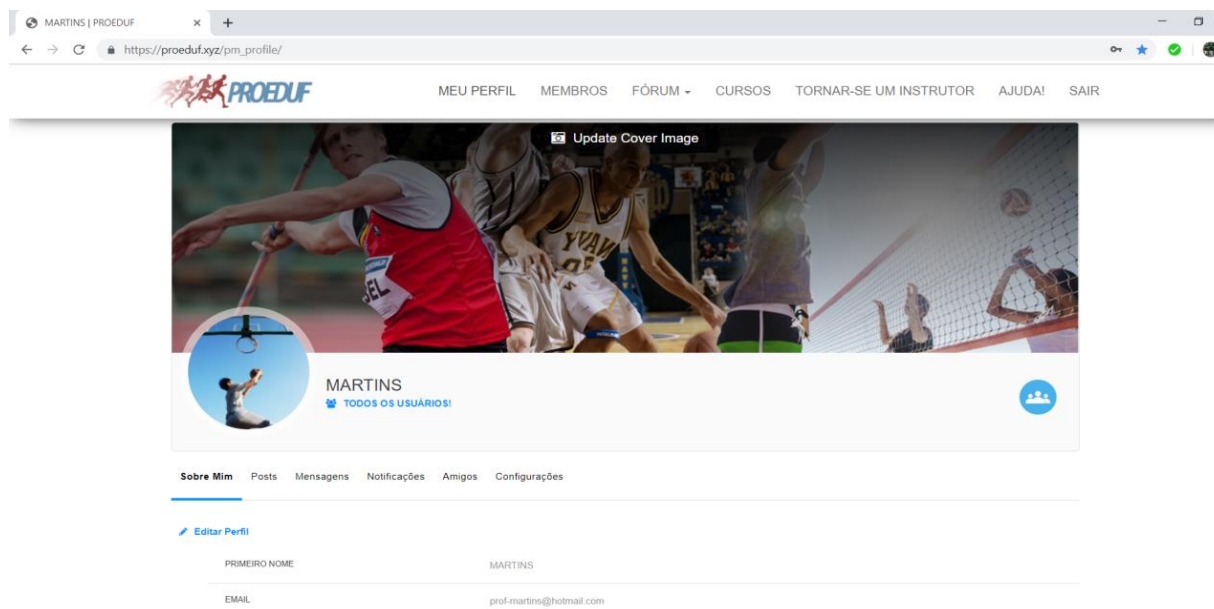 MARTINS | PROEDUF
https://proeduf.xyz/pm_profile/
PROEDUF MEU PERFIL MEMBROS FÓRUM CURSOS TORNAR-SE UM INSTRUTOR AJUDA! SAIR
Update Cover Image
YVAN
BEL
MARTINS
TODOS OS USUÁRIOS!
Sobre Mim Posts Mensagens Notificações Amigos Configurações
Editar Perfil
PRIMEIRO NOME MARTINS
EMAIL prof-martins@hotmail.com